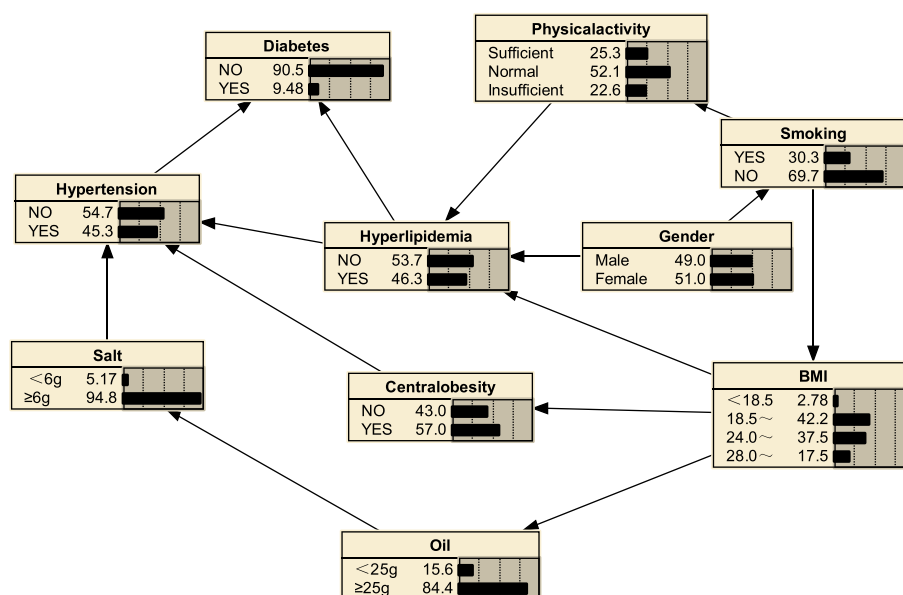 Physicalactivity
Sufficient 25.3
Normal 52.1
Insufficient 22.6
Diabetes
NO 90.5
YES 9.48
Smoking
YES 30.3
NO 69.7
Hypertension
NO 54.7
YES 45.3
Hyperlipidemia
NO 53.7
YES 46.3
Gender
Male 49.0
Female 51.0
Salt
<6g 5.17
≥6g 94.8
Centralobesity
NO 43.0
YES 57.0
BMI
<18.5 2.78
18.5～ 42.2
24.0～ 37.5
28.0～ 17.5
Oil
<25g 15.6
≥25g 84.4